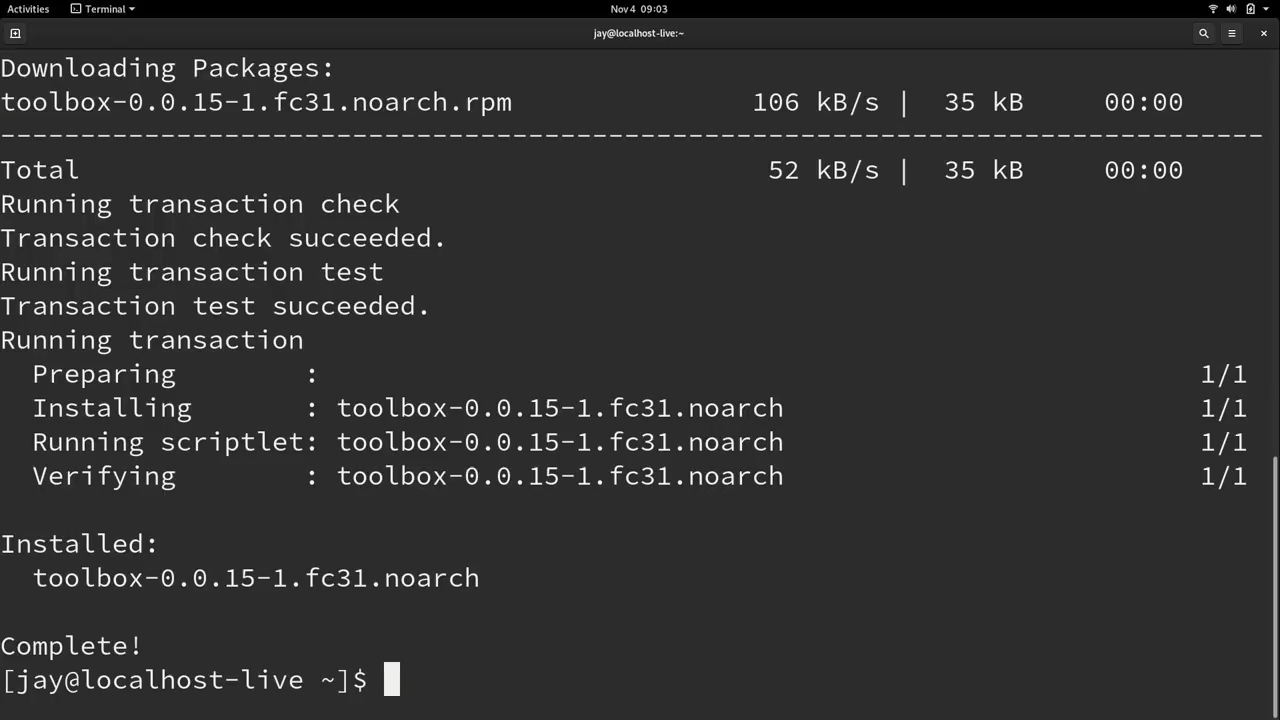 Activities Terminal Nov 4 09:03
jay@localhost-live:~
Downloading Packages:
toolbox-0.0.15-1.fc31.noarch.rpm 106 kB/s | 35 kB 00:00
--------------------------------------------------------------------------------
Total 52 kB/s | 35 kB 00:00
Running transaction check
Transaction check succeeded.
Running transaction test
Transaction test succeeded.
Running transaction
Preparing : 1/1
Installing : toolbox-0.0.15-1.fc31.noarch 1/1
Running scriptlet: toolbox-0.0.15-1.fc31.noarch 1/1
Verifying : toolbox-0.0.15-1.fc31.noarch 1/1
Installed:
toolbox-0.0.15-1.fc31.noarch
Complete!
[jay@localhost-live ~]$